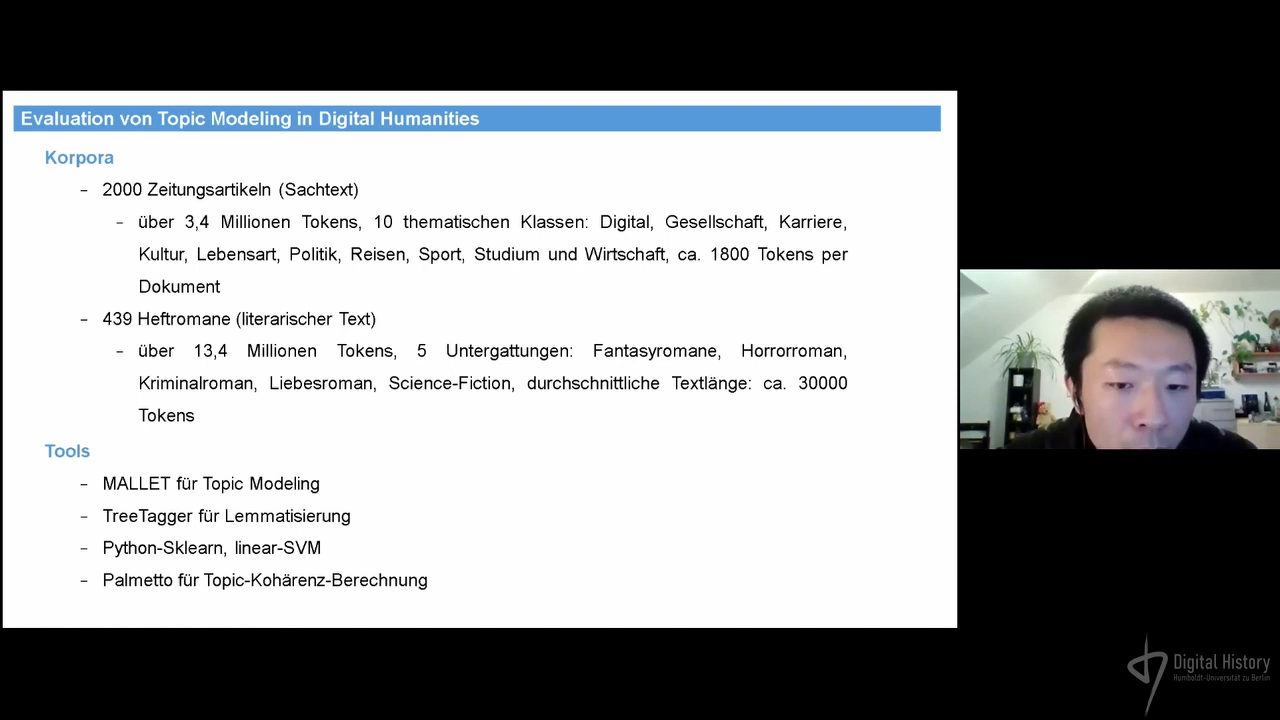 Evaluation von Topic Modeling in Digital Humanities
Korpora
– 2000 Zeitungsartikeln (Sachtext)
– über 3,4 Millionen Tokens, 10 thematischen Klassen: Digital, Gesellschaft, Karriere,
Kultur, Lebensart, Politik, Reisen, Sport, Studium und Wirtschaft, ca. 1800 Tokens per
Dokument
– 439 Heftromane (literarischer Text)
– über 13,4 Millionen Tokens, 5 Untergattungen: Fantasyromane, Horrorroman,
Kriminalroman, Liebesroman, Science-Fiction, durchschnittliche Textlänge: ca. 30000
Tokens
Tools
– MALLET für Topic Modeling
– TreeTagger für Lemmatisierung
– Python-Sklearn, linear-SVM
– Palmetto für Topic-Kohärenz-Berechnung
Digital History
Humboldt-Universität zu Berlin